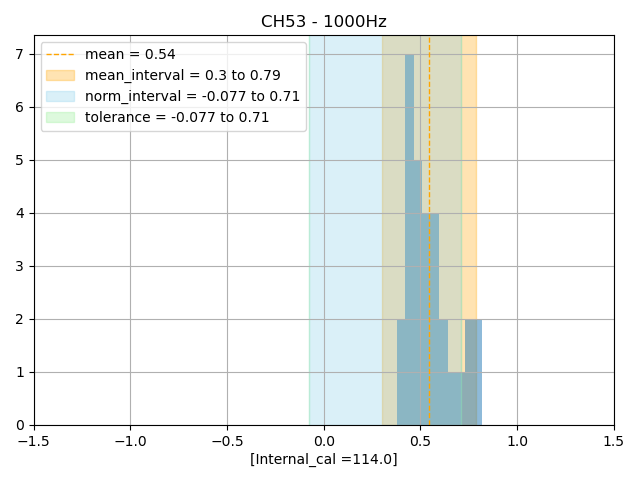 CH53 - 1000Hz
mean = 0.54
mean_interval = 0.3 to 0.79
norm_interval = -0.077 to 0.71
tolerance = -0.077 to 0.71
7
6
5
4
3
2
1
0
−1.5 −1.0 −0.5 0.0 0.5 1.0 1.5
[Internal_cal =114.0]